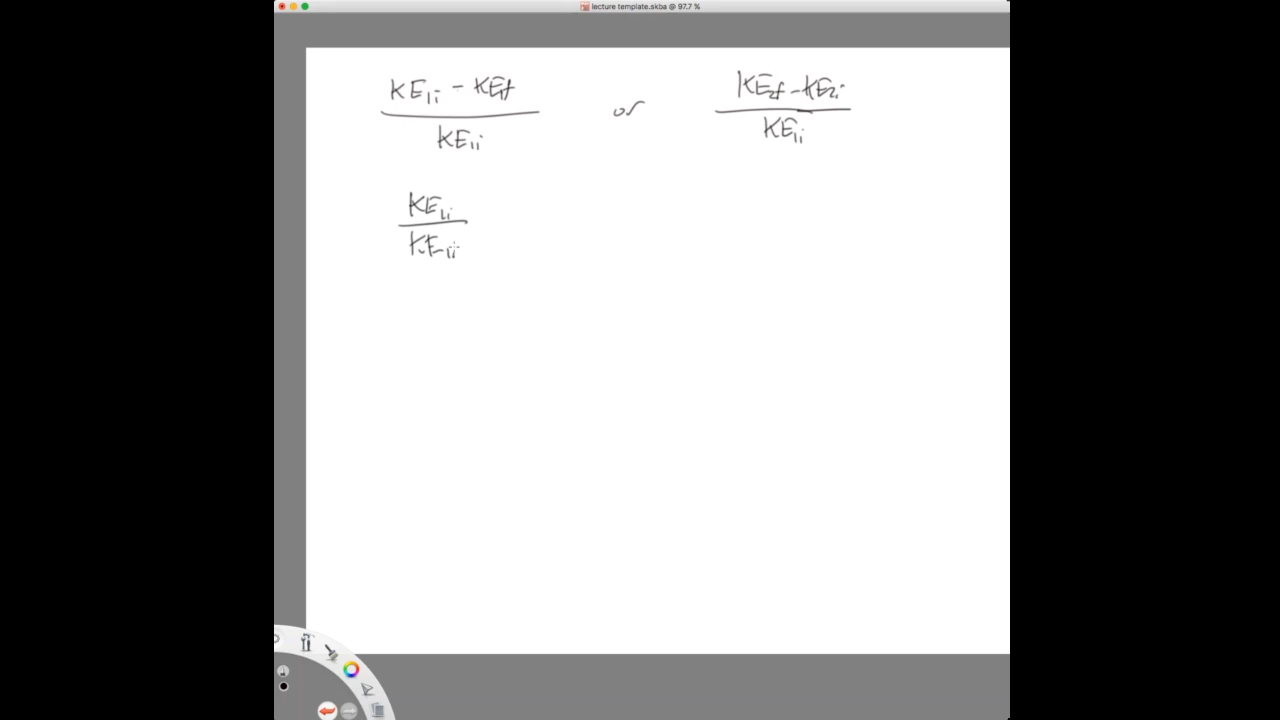 lecture template.skba @ 97.7 %
KE₁ᵢ - KE₁f or KE₂f - KE₂ᵢ
KE₁ᵢ KE₁ᵢ
KE₁ᵢ
KE₁ᵢ